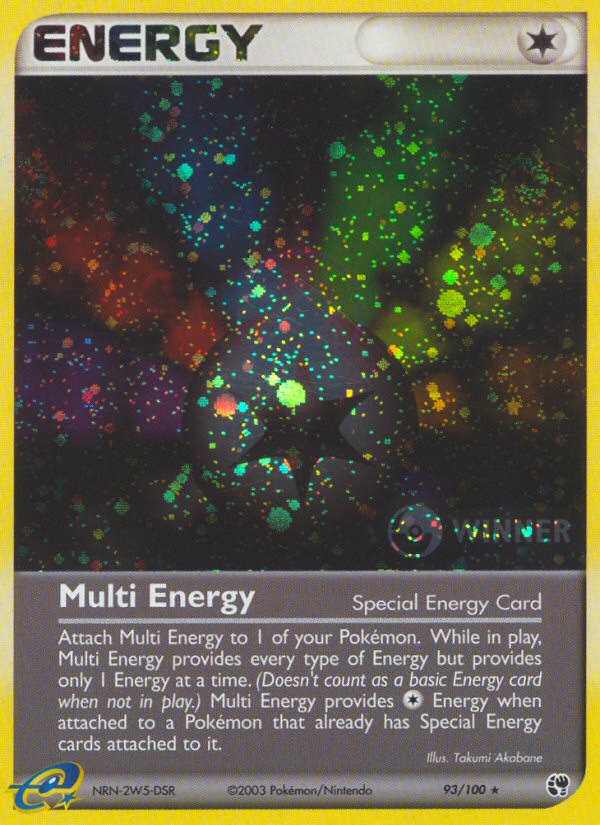 ENERGY
WINNER
Multi Energy
Special Energy Card
Attach Multi Energy to 1 of your Pokémon. While in play,
Multi Energy provides every type of Energy but provides
only 1 Energy at a time. (Doesn't count as a basic Energy card
when not in play.) Multi Energy provides Energy when
attached to a Pokémon that already has Special Energy
cards attached to it.
Illus. Takumi Akabane
NRN-2W5-DSR ©2003 Pokémon/Nintendo 93/100 ★